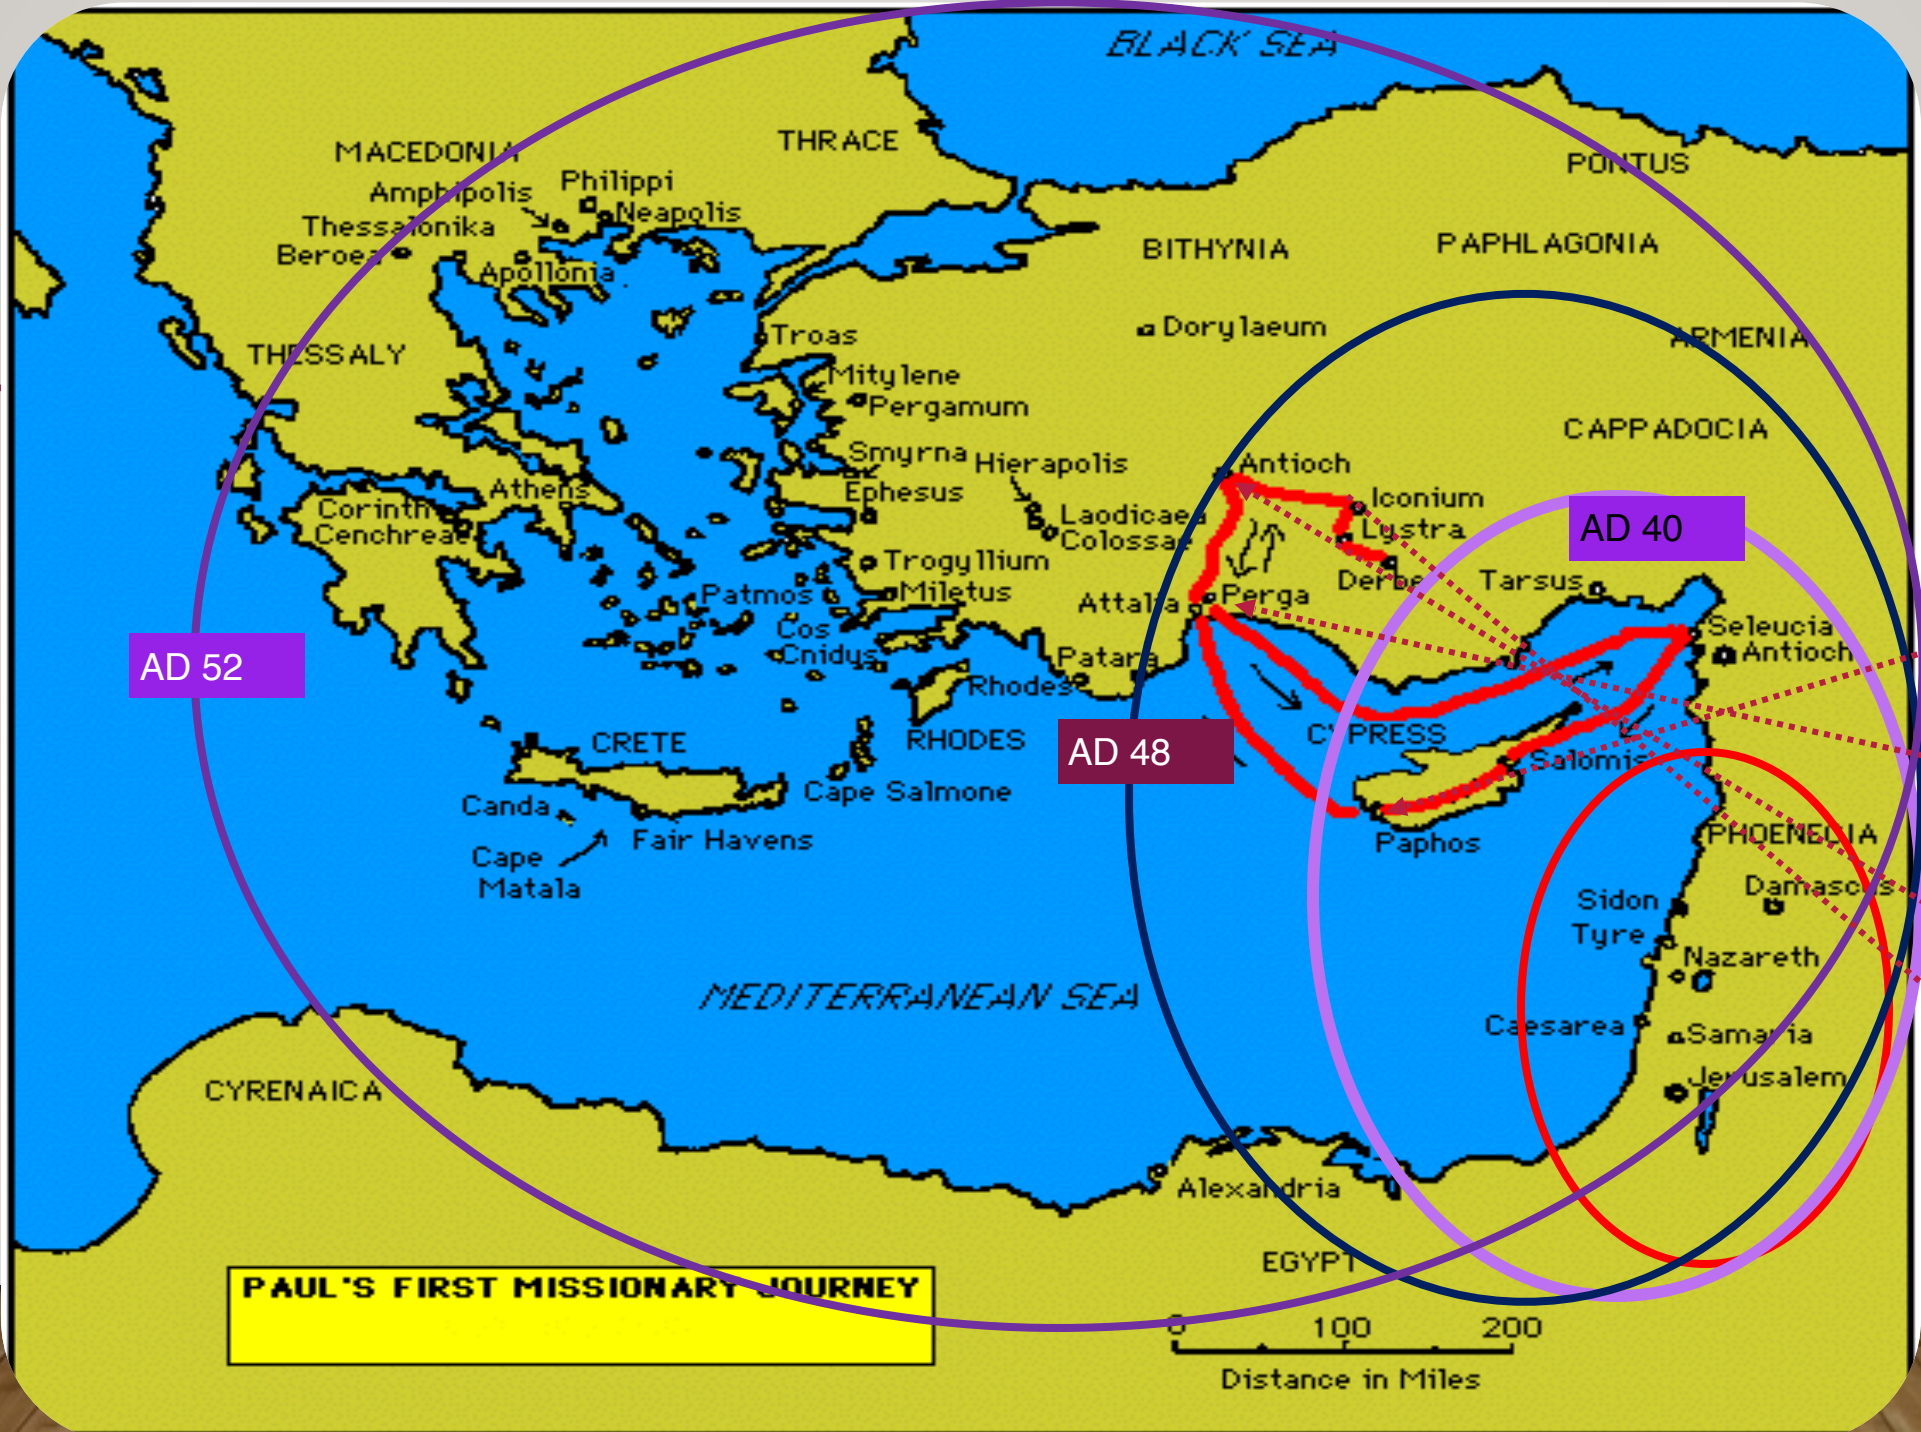 BLACK SEA
MACEDONIA
THRACE
PONTUS
Amphipolis
Philippi
Neapolis
Thessalonika
Beroea
Apollonia
BITHYNIA
PAPHLAGONIA
THESSALY
Troas
Dorylaeum
ARMENIA
Mitylene
Pergamum
CAPPADOCIA
Smyrna
Hierapolis
Antioch
Athens
Ephesus
Iconium
Corinth
Cenchreae
Laodicaea
Colossae
Lystra
AD 40
Trogyllium
Derbe
Tarsus
Patmos
Miletus
Attalia
Perga
Cos
Cnidys
Seleucia
Antioch
AD 52
Patara
Rhodes
CRETE
RHODES
AD 48
CYPRESS
Salomis
Canda
Cape Salmone
Fair Havens
Paphos
PHOENECIA
Cape
Matala
Damascus
Sidon
Tyre
Nazareth
MEDITERRANEAN SEA
Caesarea
Samaria
CYRENAICA
Jerusalem
Alexandria
EGYPT
PAUL'S FIRST MISSIONARY JOURNEY
0 100 200
Distance in Miles